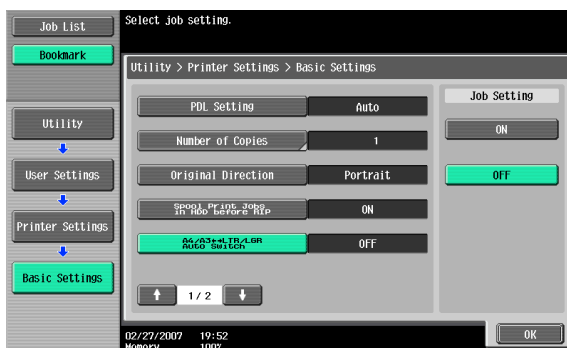 Job List
Select job setting.
Bookmark
Utility > Printer Settings > Basic Settings
Job Setting
PDL Setting
Auto
ON
Utility
Number of Copies
1
User Settings
Original Direction
Portrait
OFF
Spool Print Jobs
in HDD before RIP
ON
Printer Settings
A4/A3↔LTR/LGR
Auto Switch
OFF
Basic Settings
1/ 2
02/27/2007 19:52
Memory 100%
OK